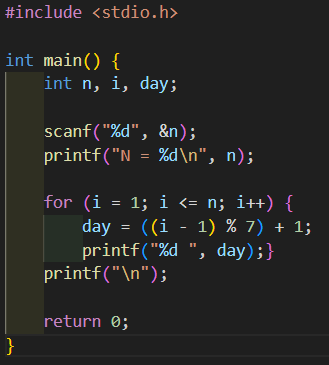 #include <stdio.h>

int main() {
    int n, i, day;

    scanf("%d", &n);
    printf("N = %d\n", n);

    for (i = 1; i <= n; i++) {
        day = ((i - 1) % 7) + 1;
        printf("%d ", day);}
    printf("\n");

    return 0;
}